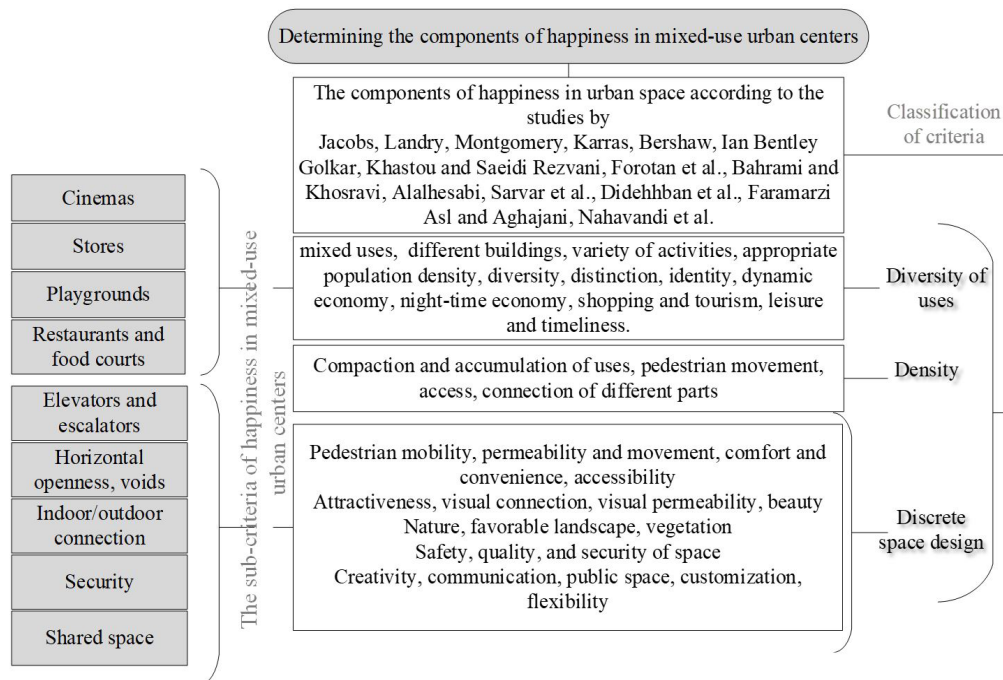 Determining the components of happiness in mixed-use urban centers
The components of happiness in urban space according to the
studies by
Jacobs, Landry, Montgomery, Karras, Bershaw, Ian Bentley
Golkar, Khastou and Saeidi Rezvani, Forotan et al., Bahrami and
Khosravi, Alalhesabi, Sarvar et al., Didehhban et al., Faramarzi
Asl and Aghajani, Nahavandi et al.
Classification
of criteria
Cinemas
Stores
Playgrounds
Restaurants and
food courts
Elevators and
escalators
Horizontal
openness, voids
Indoor/outdoor
connection
Security
Shared space
The sub-criteria of happiness in mixed-use
urban centers
mixed uses, different buildings, variety of activities, appropriate
population density, diversity, distinction, identity, dynamic
economy, night-time economy, shopping and tourism, leisure
and timeliness.
Diversity of
uses
Compaction and accumulation of uses, pedestrian movement,
access, connection of different parts
Density
Pedestrian mobility, permeability and movement, comfort and
convenience, accessibility
Attractiveness, visual connection, visual permeability, beauty
Nature, favorable landscape, vegetation
Safety, quality, and security of space
Creativity, communication, public space, customization,
flexibility
Discrete
space design